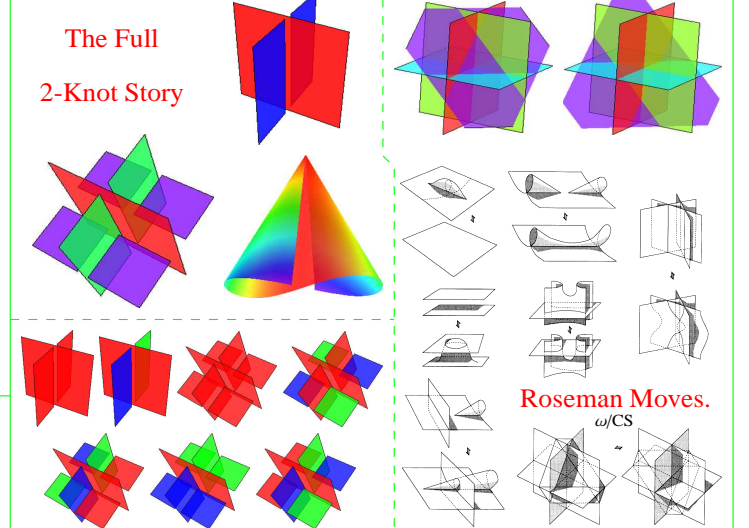 The Full
2-Knot Story
Roseman Moves.
ω/CS